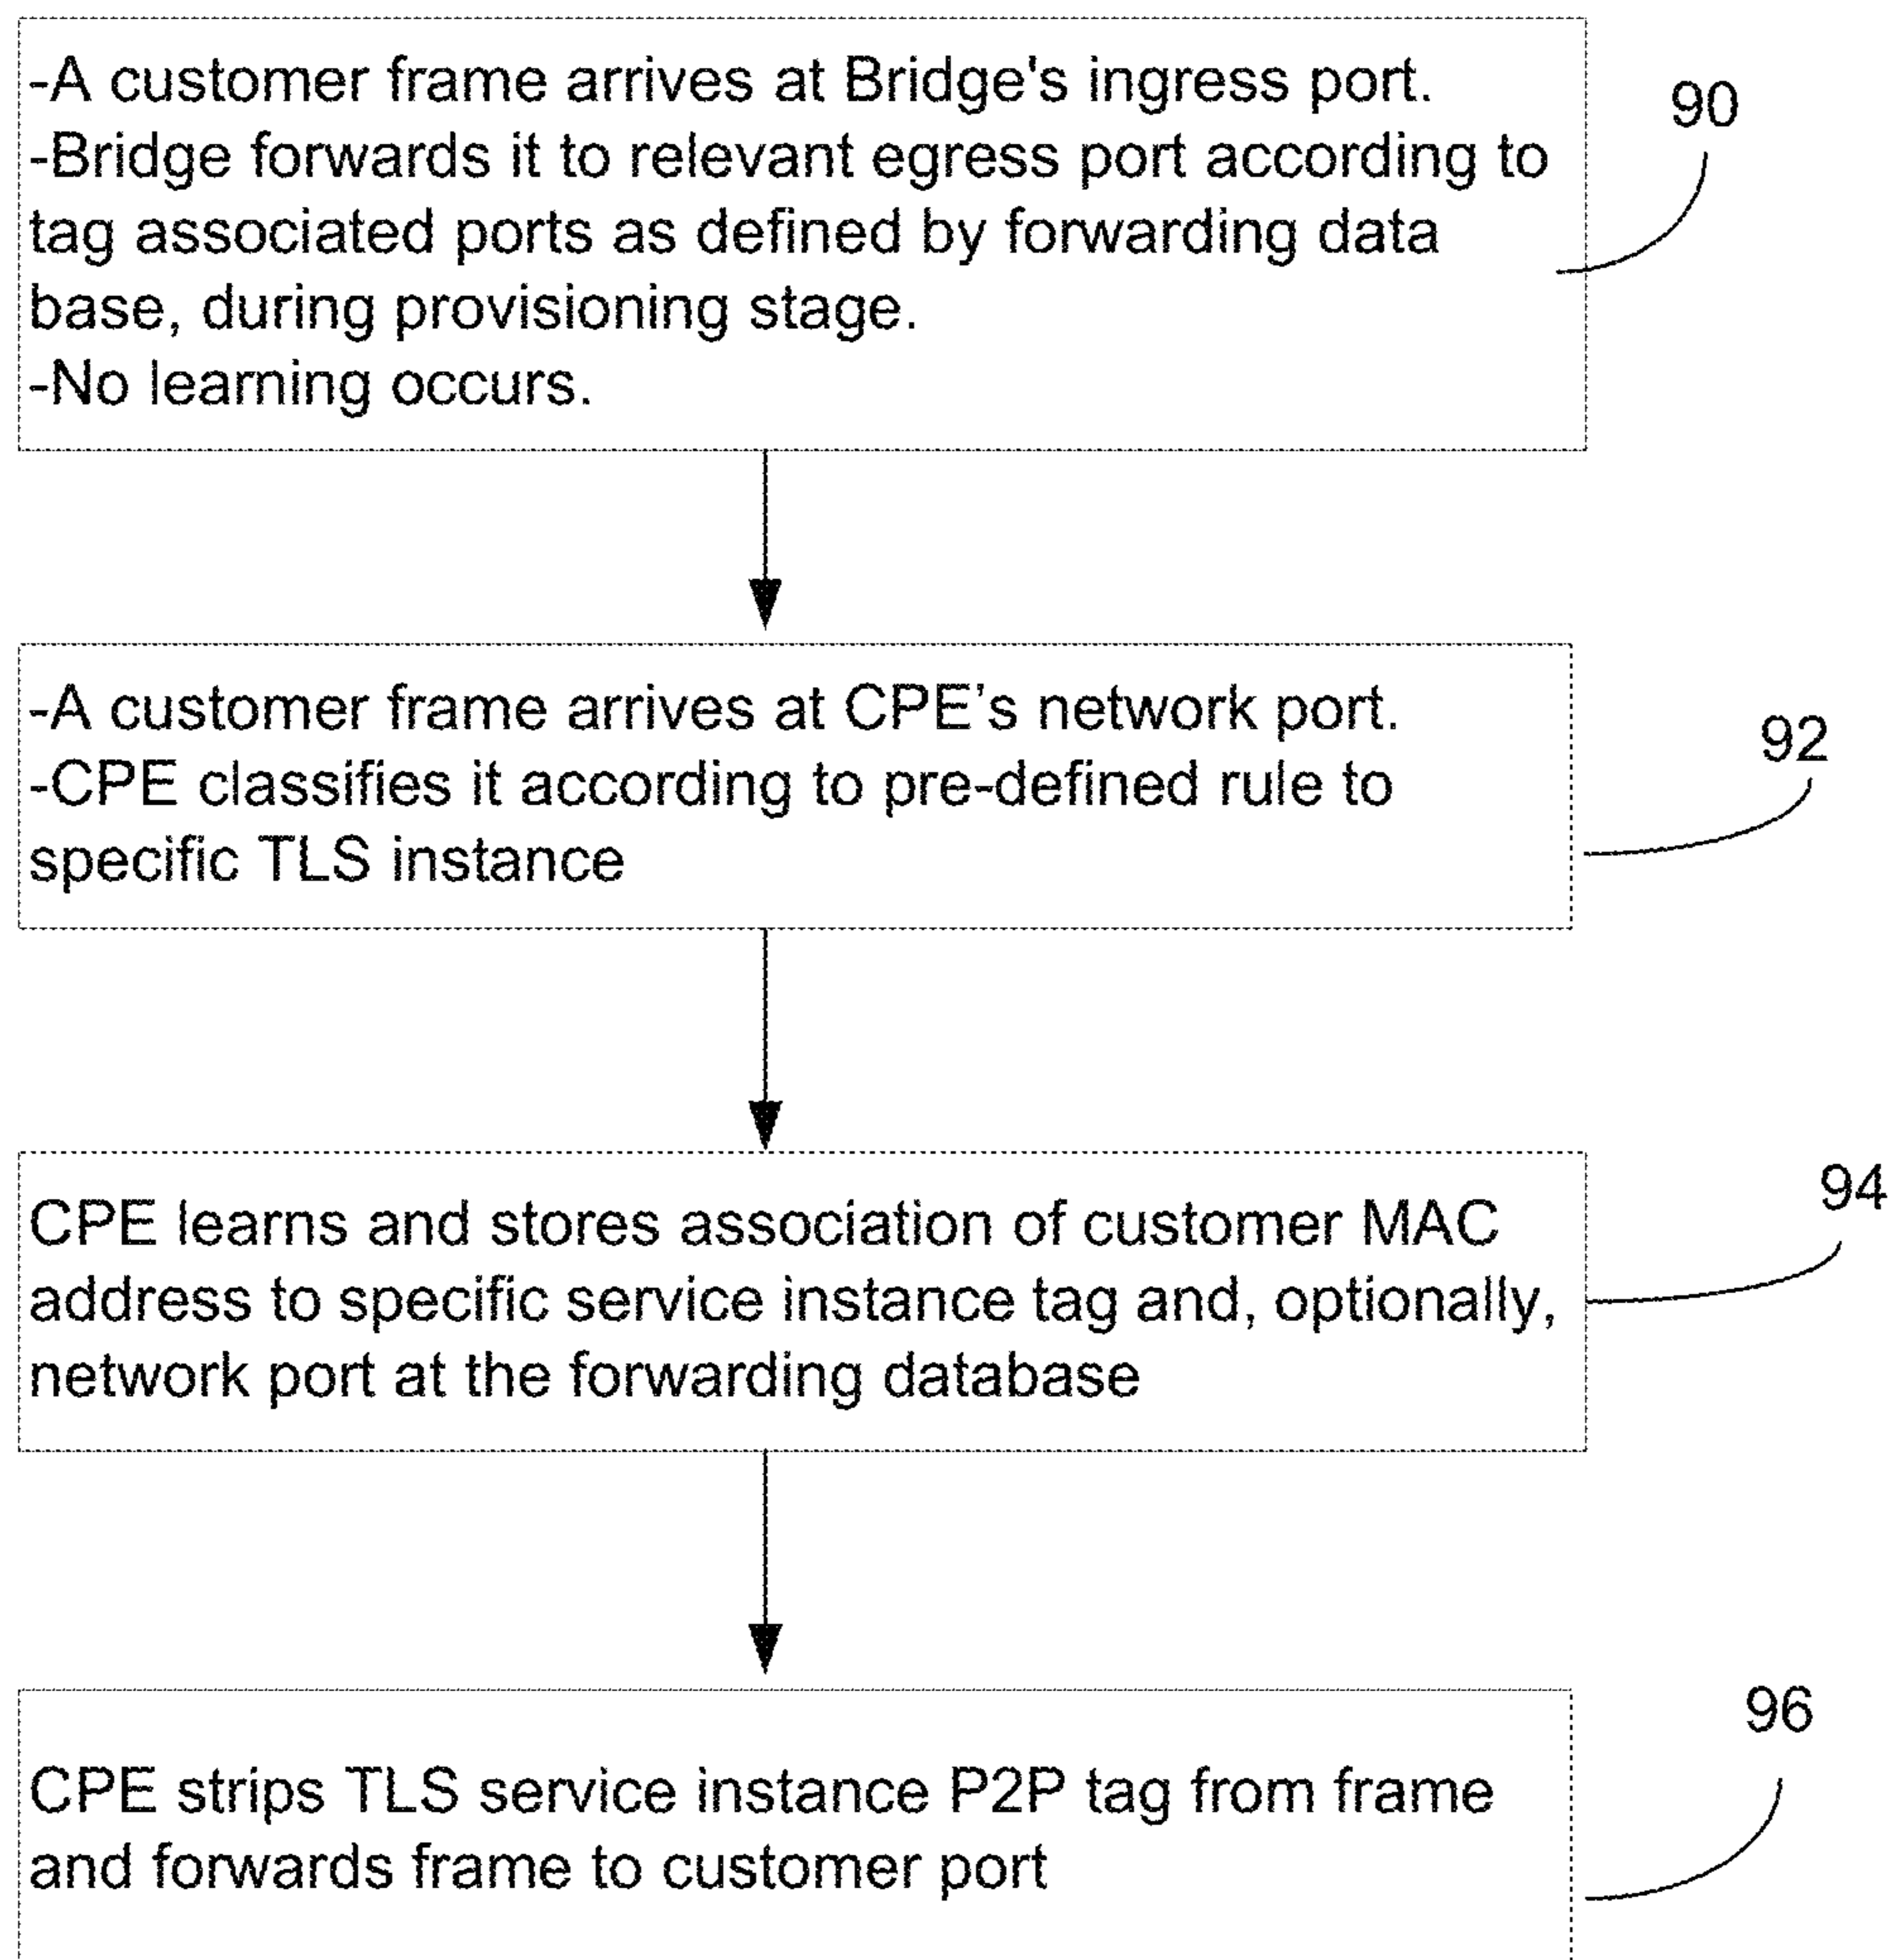 -A customer frame arrives at Bridge's ingress port.
-Bridge forwards it to relevant egress port according to
tag associated ports as defined by forwarding data
base, during provisioning stage.
-No learning occurs.
90
-A customer frame arrives at CPE’s network port.
-CPE classifies it according to pre-defined rule to
specific TLS instance
92
CPE learns and stores association of customer MAC
address to specific service instance tag and, optionally,
network port at the forwarding database
94
CPE strips TLS service instance P2P tag from frame
and forwards frame to customer port
96